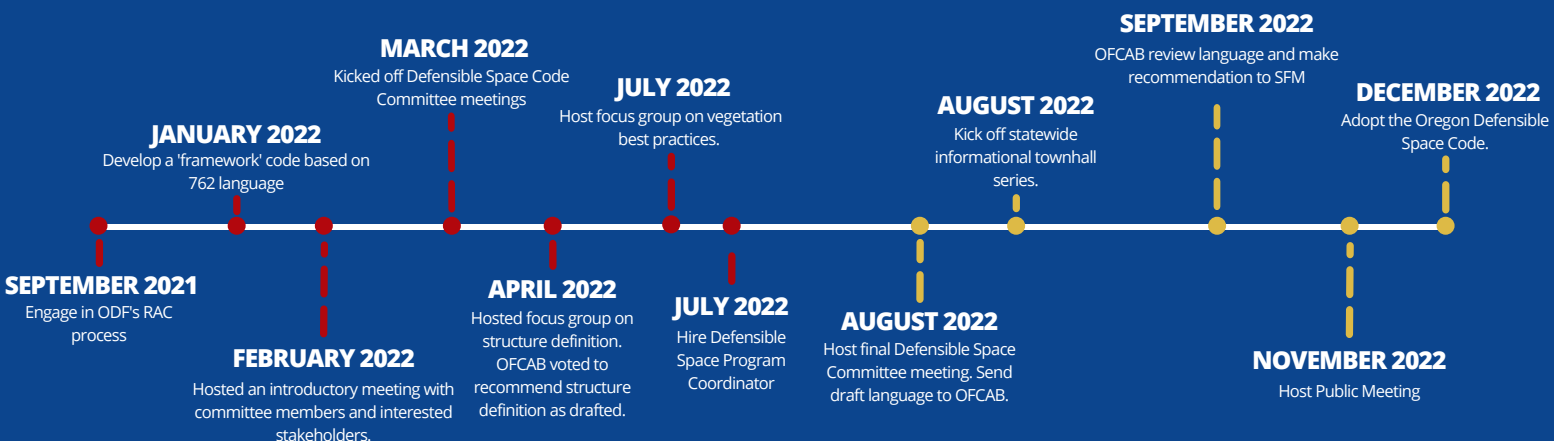 SEPTEMBER 2021
Engage in ODF's RAC
process
JANUARY 2022
Develop a 'framework' code based on
762 language
FEBRUARY 2022
Hosted an introductory meeting with
committee members and interested
stakeholders.
MARCH 2022
Kicked off Defensible Space Code
Committee meetings
APRIL 2022
Hosted focus group on
structure definition.
OFCAB voted to
recommend structure
definition as drafted.
JULY 2022
Host focus group on vegetation
best practices.
JULY 2022
Hire Defensible
Space Program
Coordinator
AUGUST 2022
Host final Defensible Space
Committee meeting. Send
draft language to OFCAB.
AUGUST 2022
Kick off statewide
informational townhall
series.
SEPTEMBER 2022
OFCAB review language and make
recommendation to SFM
NOVEMBER 2022
Host Public Meeting
DECEMBER 2022
Adopt the Oregon Defensible
Space Code.